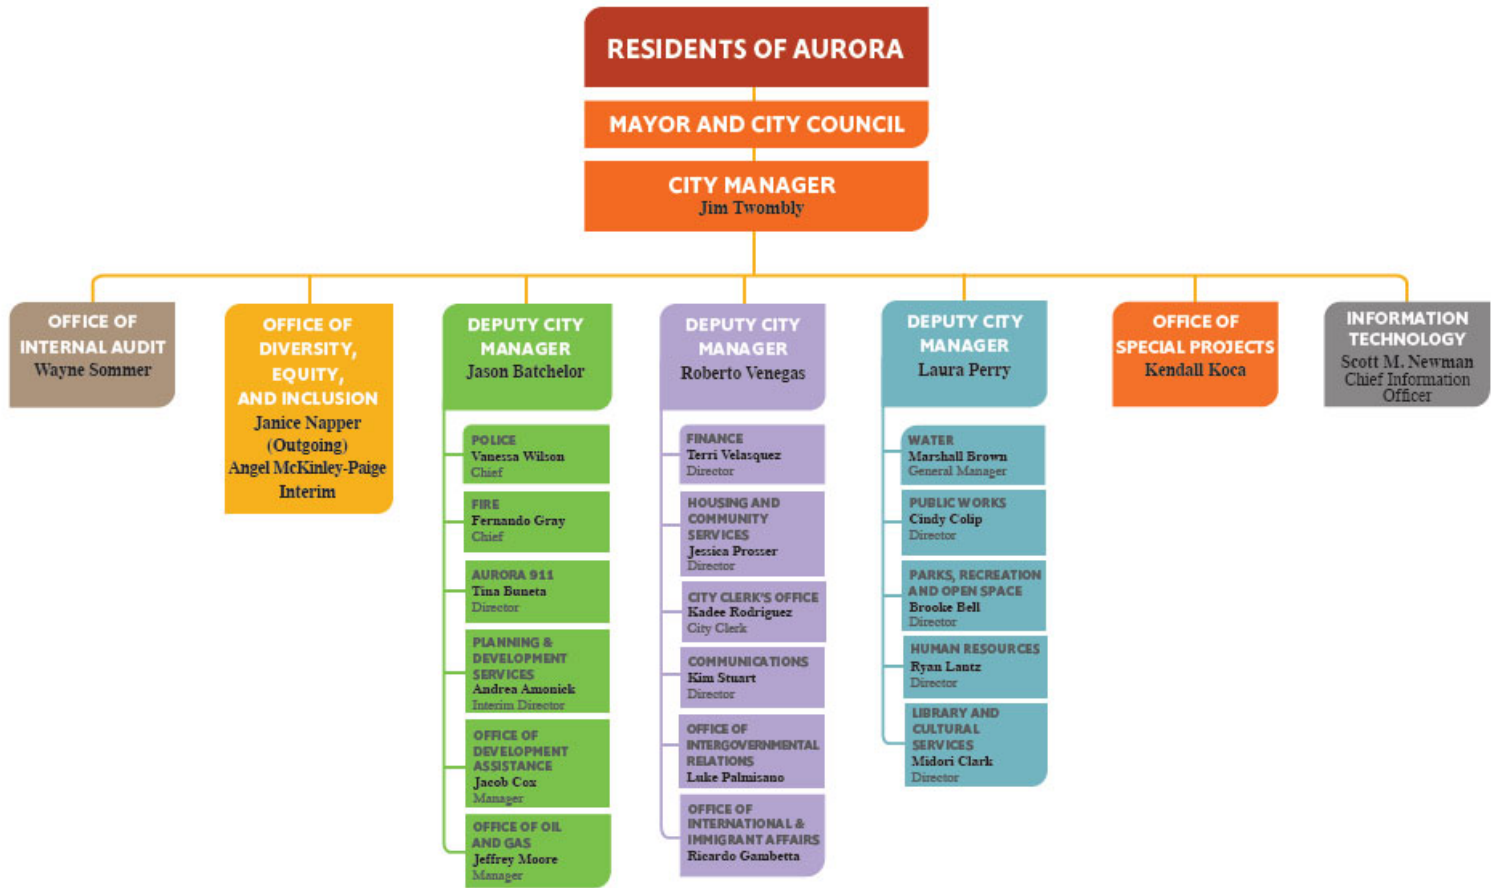 RESIDENTS OF AURORA
MAYOR AND CITY COUNCIL
CITY MANAGER
Jim Twombly
OFFICE OF
INTERNAL AUDIT
Wayne Sommer
OFFICE OF
DIVERSITY,
EQUITY,
AND INCLUSION
Janice Napper
(Outgoing)
Angel McKinley-Paige
Interim
DEPUTY CITY
MANAGER
Jason Batchelor
POLICE
Vanessa Wilson
Chief
FIRE
Fernando Gray
Chief
AURORA 911
Tina Buneta
Director
PLANNING &
DEVELOPMENT
SERVICES
Andrea Amonick
Interim Director
OFFICE OF
DEVELOPMENT
ASSISTANCE
Jacob Cox
Manager
OFFICE OF OIL
AND GAS
Jeffrey Moore
Manager
DEPUTY CITY
MANAGER
Roberto Venegas
FINANCE
Terri Velasquez
Director
HOUSING AND
COMMUNITY
SERVICES
Jessica Prosser
Director
CITY CLERK'S OFFICE
Kadee Rodriguez
City Clerk
COMMUNICATIONS
Kim Stuart
Director
OFFICE OF
INTERGOVERNMENTAL
RELATIONS
Luke Palmisano
OFFICE OF
INTERNATIONAL &
IMMIGRANT AFFAIRS
Ricardo Gambetta
DEPUTY CITY
MANAGER
Laura Perry
WATER
Marshall Brown
General Manager
PUBLIC WORKS
Cindy Colip
Director
PARKS, RECREATION
AND OPEN SPACE
Brooke Bell
Director
HUMAN RESOURCES
Ryan Lantz
Director
LIBRARY AND
CULTURAL
SERVICES
Midori Clark
Director
OFFICE OF
SPECIAL PROJECTS
Kendall Koca
INFORMATION
TECHNOLOGY
Scott M. Newman
Chief Information
Officer